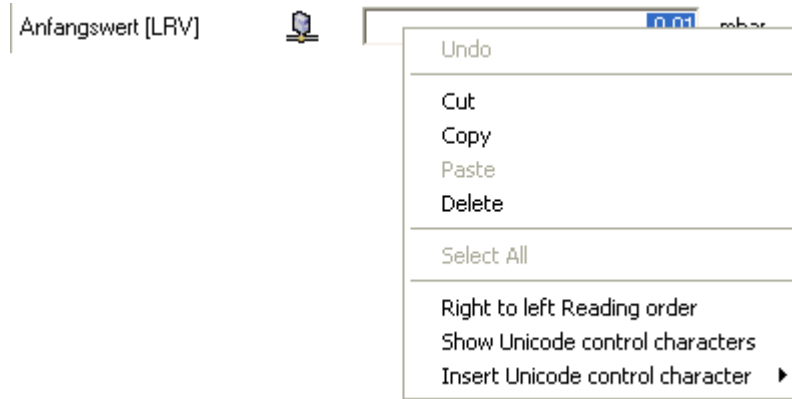 Anfangswert [LRV] 0.01 mbar
Undo
Cut
Copy
Paste
Delete
Select All
Right to left Reading order
Show Unicode control characters
Insert Unicode control character